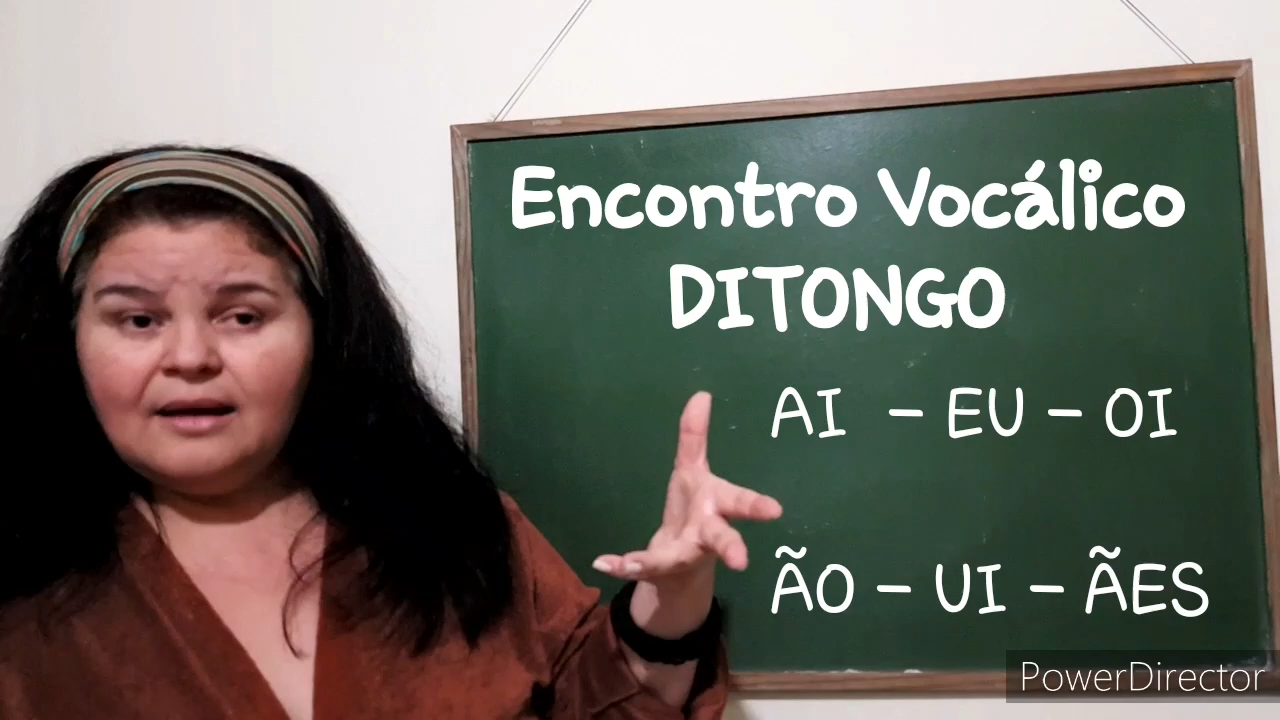 Encontro Vocálico
DITONGO
AI - EU - OI
ÃO - UI - ÃES
PowerDirector